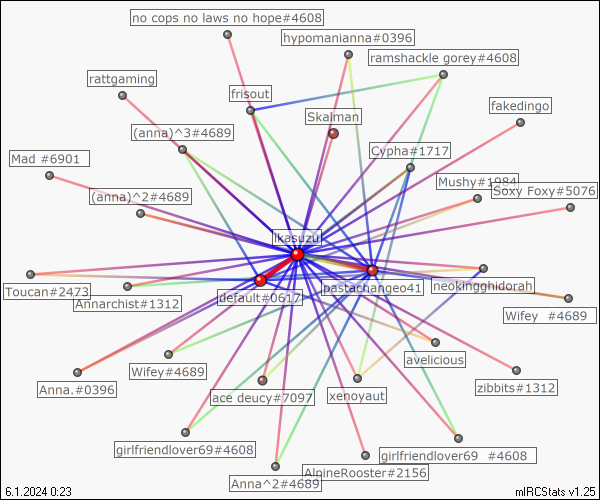 no cops no laws no hope#4608
hypomanianna#0396
ramshackle gorey#4608
rattgaming
frisout
fakedingo
Skalman
(anna)^3#4689
Cypha#1717
Mad #6901
Mushy#1984
Soxy Foxy#5076
(anna)^2#4689
ikasuzu
Toucan#2473
Annarchist#1312
default#0617
pastachangeo41
neokingghidorah
Wifey #4689
avelicious
Wifey#4689
Anna.#0396
ace deucy#7097
xenoyaut
zibbits#1312
girlfriendlover69#4608
girlfriendlover69 #4608
AlpineRooster#2156
Anna^2#4689
6.1.2024 0:23
mIRCStats v1.25